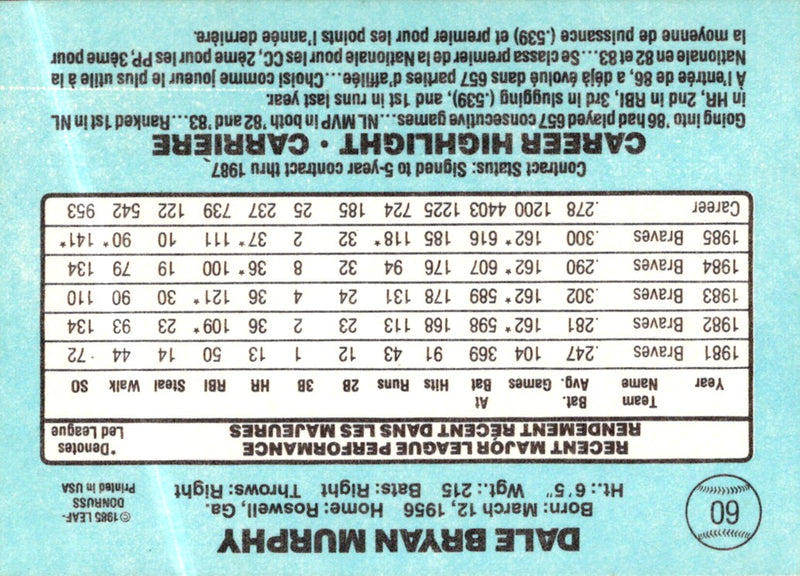 60
DALE BRYAN MURPHY
Born: March 12, 1956 Home: Roswell, Ga.
Ht.: 6'5" Wgt.: 215 Bats: Right Throws: Right
©1985 LEAF-
DONRUSS
Printed in USA
RECENT MAJOR LEAGUE PERFORMANCE
RENDEMENT RÉCENT DANS LES MAJEURES
*Denotes
Led League
Year Team Name Bat. Avg. Games At Bat Hits Runs 2B 3B HR RBI Steal Walk SO
1981 Braves .247 104 369 91 43 12 1 13 50 14 44 72
1982 Braves .281 162* 598 168 113 23 2 36 109* 23 93 134
1983 Braves .302 162* 589 178 131 24 4 36 121* 30 90 110
1984 Braves .290 162* 607 176 94 32 8 36* 100 19 79 134
1985 Braves .300 162* 616 185 118* 32 2 37* 111 10 90* 141*
Career .278 1200 4403 1225 724 185 25 237 739 122 542 953
Contract Status: Signed to 5-year contract thru 1987
CAREER HIGHLIGHT • CARRIÈRE
Going into '86 had played 657 consecutive games...NL MVP in both '82 and '83...Ranked 1st in NL
in HR, 2nd in RBI, 3rd in slugging (.539), and 1st in runs last year.
À l'entrée de 86, a déjà évolué dans 657 parties d'affilée...Choisi comme joueur le plus utile à la
Nationale en 82 et 83...Se classa premier de la Nationale pour les CC, 2ème pour les PP, 3ème pour
la moyenne de puissance (.539) et premier pour les points l'année dernière.